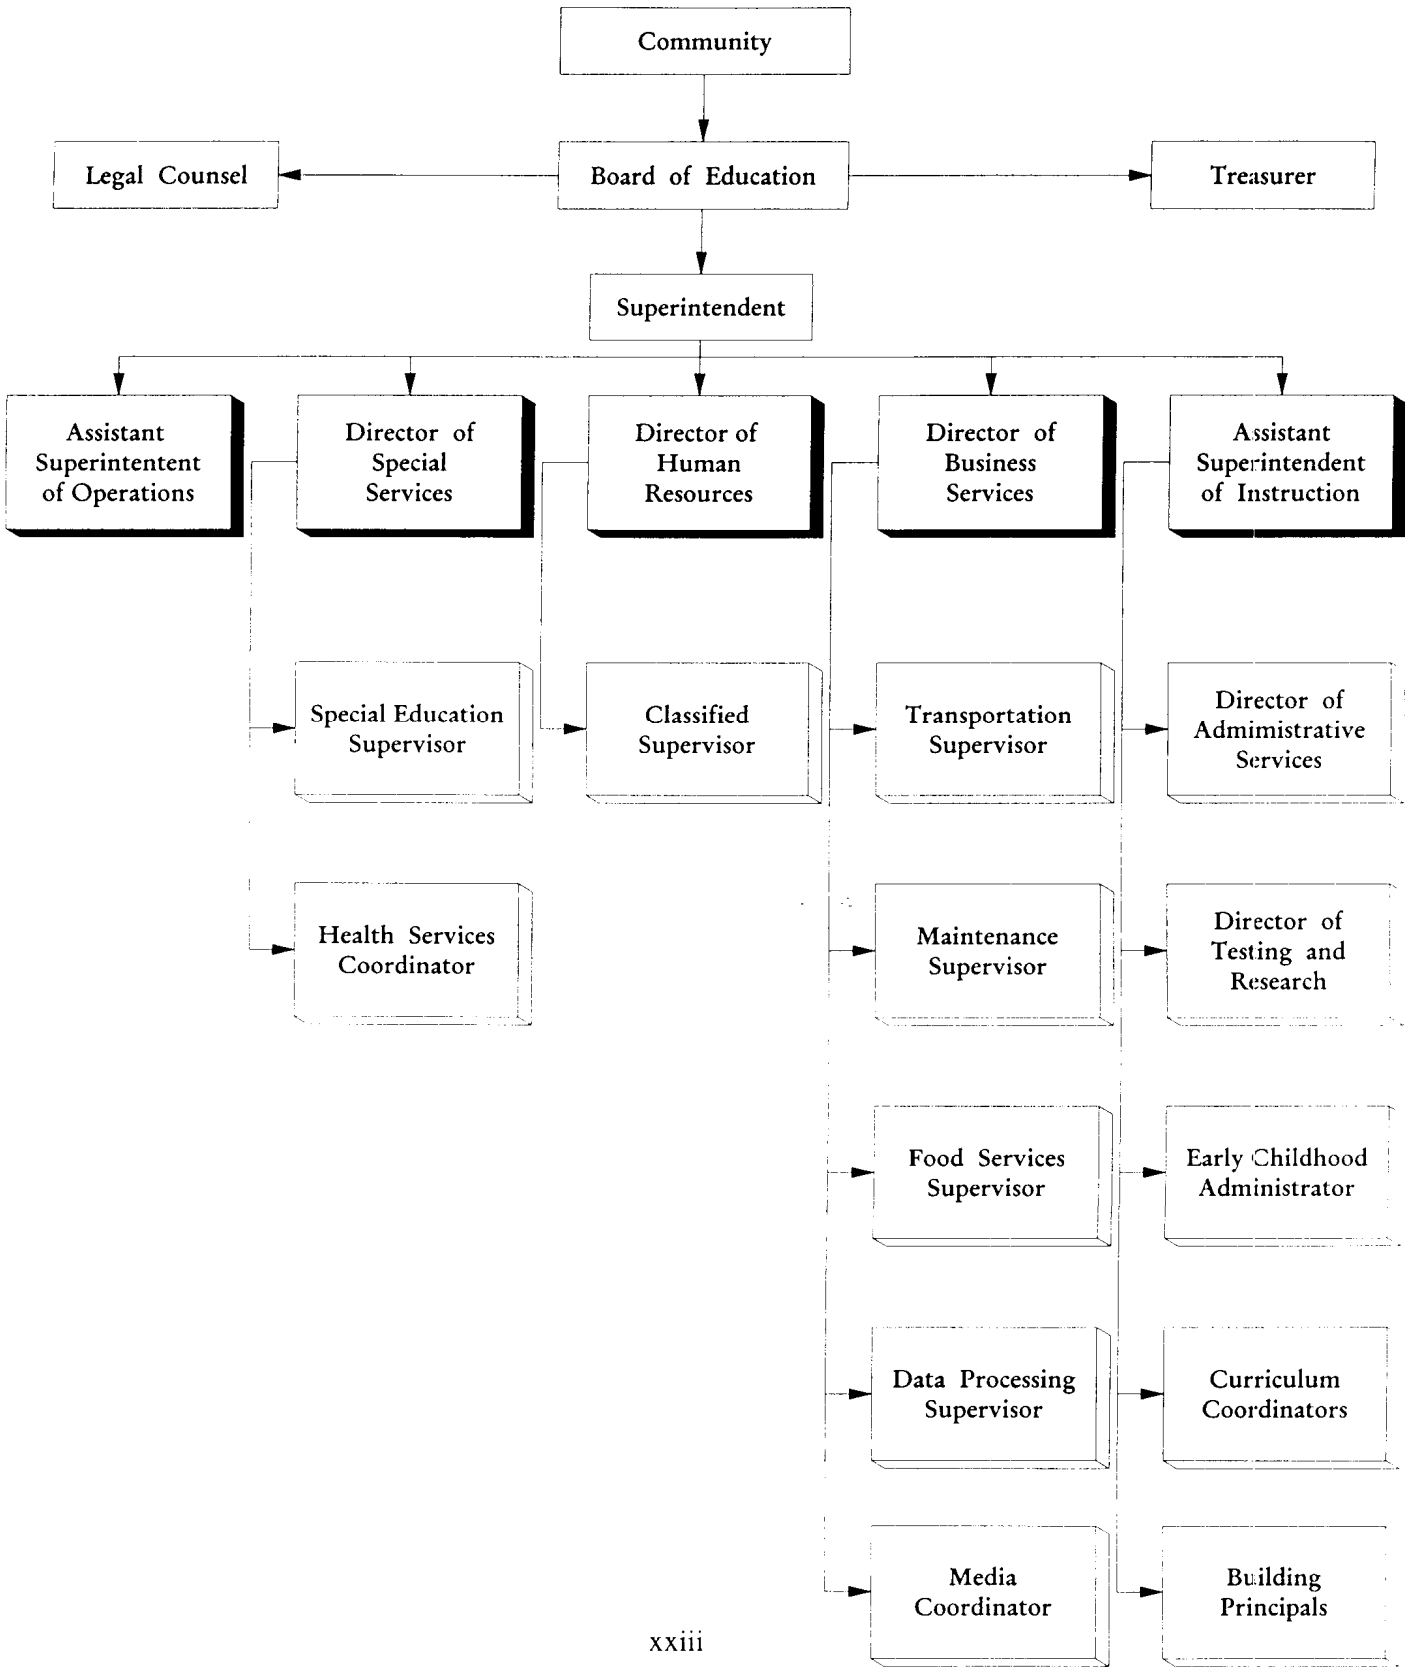 Community
Legal Counsel
Board of Education
Treasurer
Superintendent
Assistant
Superintentent
of Operations
Director of
Special
Services
Director of
Human
Resources
Director of
Business
Services
Assistant
Superintendent
of Instruction
Special Education
Supervisor
Classified
Supervisor
Transportation
Supervisor
Director of
Admimistrative
Services
Health Services
Coordinator
Maintenance
Supervisor
Director of
Testing and
Research
Food Services
Supervisor
Early Childhood
Administrator
Data Processing
Supervisor
Curriculum
Coordinators
Media
Coordinator
Building
Principals
xxiii